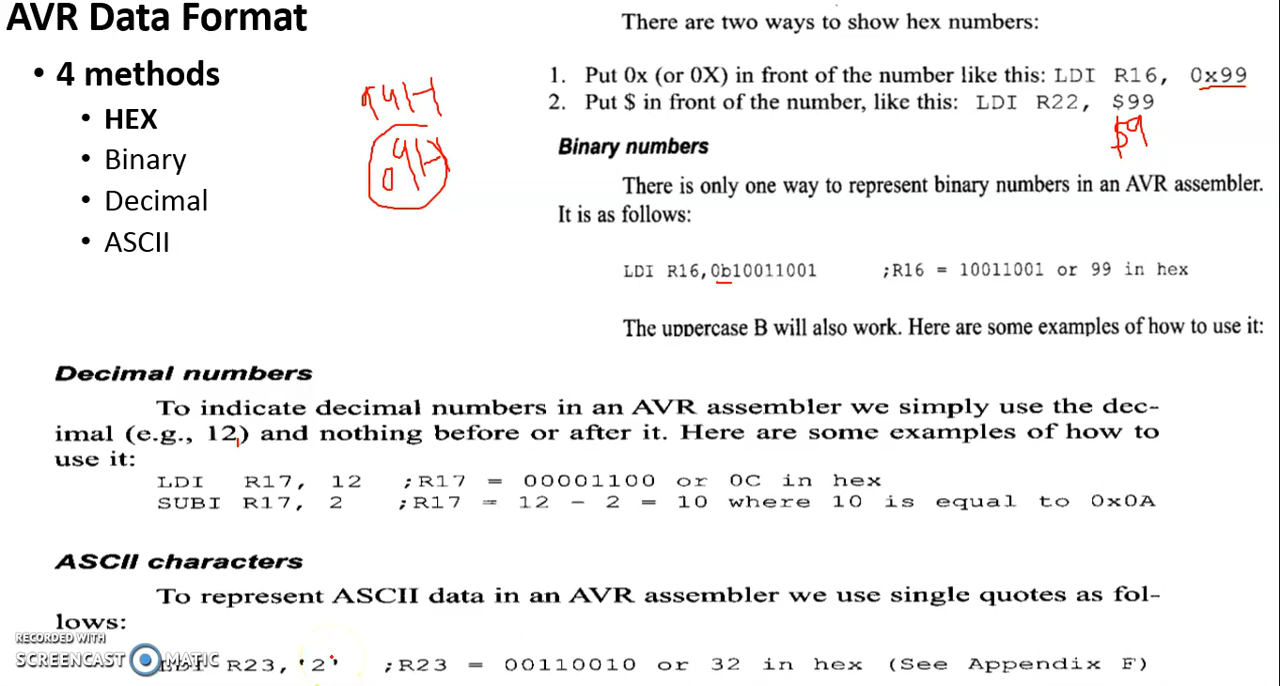 AVR Data Format
• 4 methods
• HEX
• Binary
• Decimal
• ASCII
There are two ways to show hex numbers:
1. Put 0x (or 0X) in front of the number like this: LDI R16, 0x99
2. Put $ in front of the number, like this: LDI R22, $99
$9
Binary numbers
There is only one way to represent binary numbers in an AVR assembler.
It is as follows:
LDI R16,0b10011001 ;R16 = 10011001 or 99 in hex
The uppercase B will also work. Here are some examples of how to use it:
Decimal numbers
To indicate decimal numbers in an AVR assembler we simply use the dec-
imal (e.g., 12) and nothing before or after it. Here are some examples of how to
use it:
LDI R17, 12 ;R17 = 00001100 or 0C in hex
SUBI R17, 2 ;R17 = 12 - 2 = 10 where 10 is equal to 0x0A
ASCII characters
To represent ASCII data in an AVR assembler we use single quotes as fol-
lows:
R23, '2' ;R23 = 00110010 or 32 in hex (See Appendix F)
RECORDED WITH
SCREENCAST MATIC